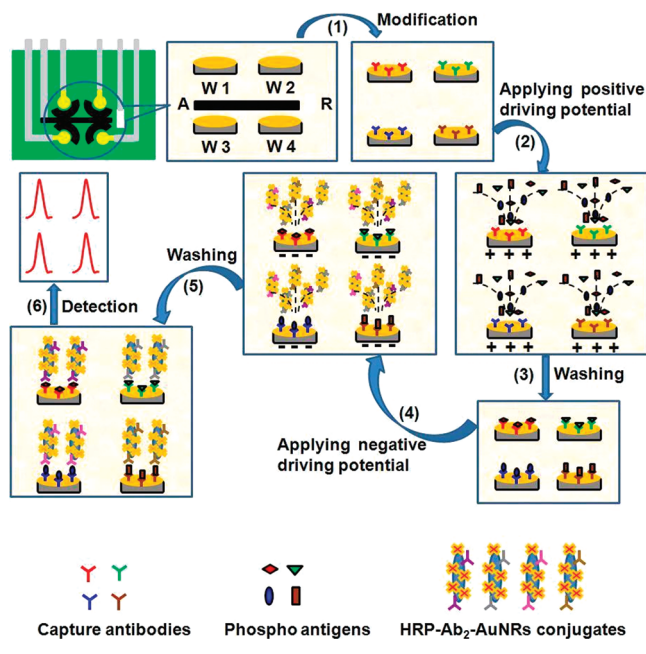 (1)
Modification
W 1
W 2
A
R
W 3
W 4
Applying positive
driving potential
(2)
+ + +
+ + +
+ + +
+ + +
(3)
Washing
(4)
Applying negative
driving potential
Washing
(5)
− − −
− − −
− − −
− − −
(6)
Detection
Capture antibodies
Phospho antigens
HRP-Ab₂-AuNRs conjugates